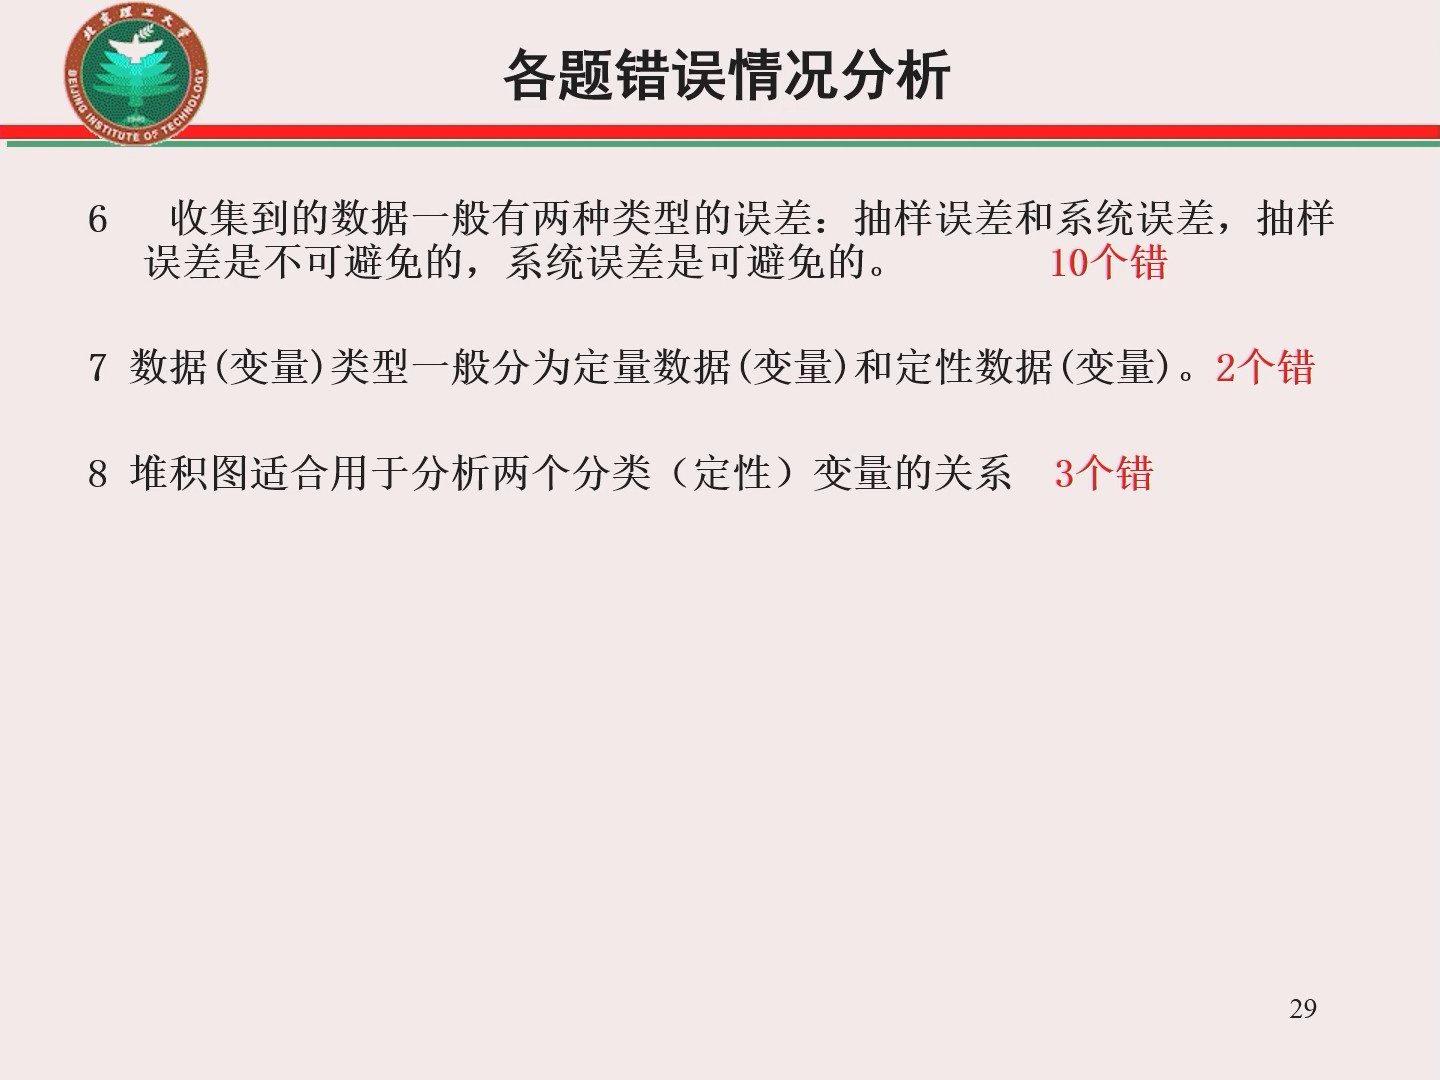 北京理工大学
BEIJING INSTITUTE OF TECHNOLOGY
1940
各题错误情况分析
6 收集到的数据一般有两种类型的误差：抽样误差和系统误差，抽样
误差是不可避免的，系统误差是可避免的。 10个错
7 数据(变量)类型一般分为定量数据(变量)和定性数据(变量)。2个错
8 堆积图适合用于分析两个分类（定性）变量的关系 3个错
29